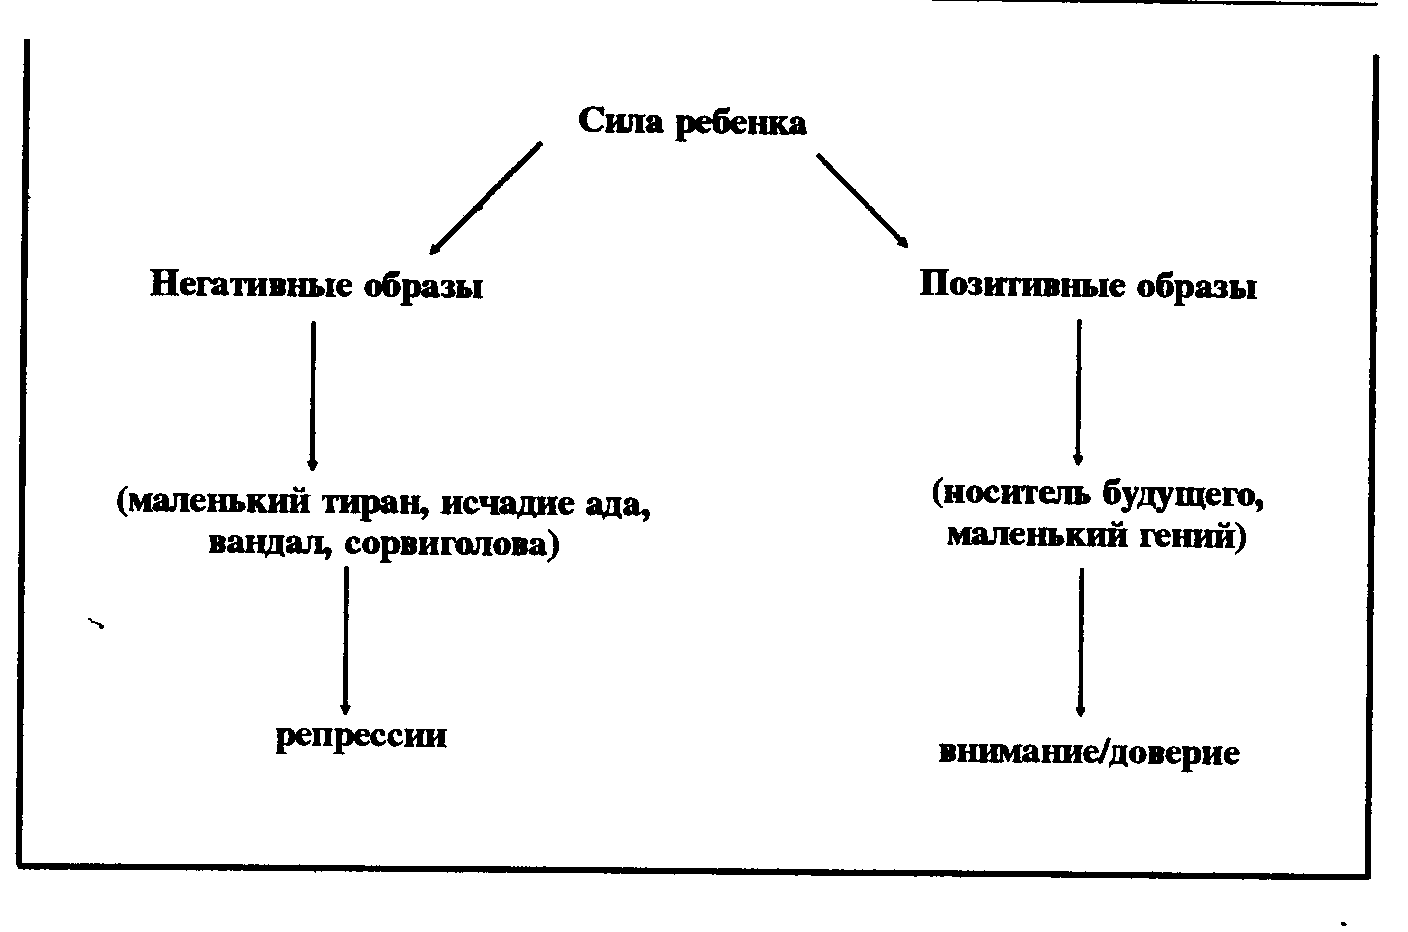 Сила ребенка
Негативные образы
Позитивные образы
(маленький тиран, исчадие ада,
вандал, сорвиголова)
(носитель будущего,
маленький гений)
репрессии
внимание/доверие